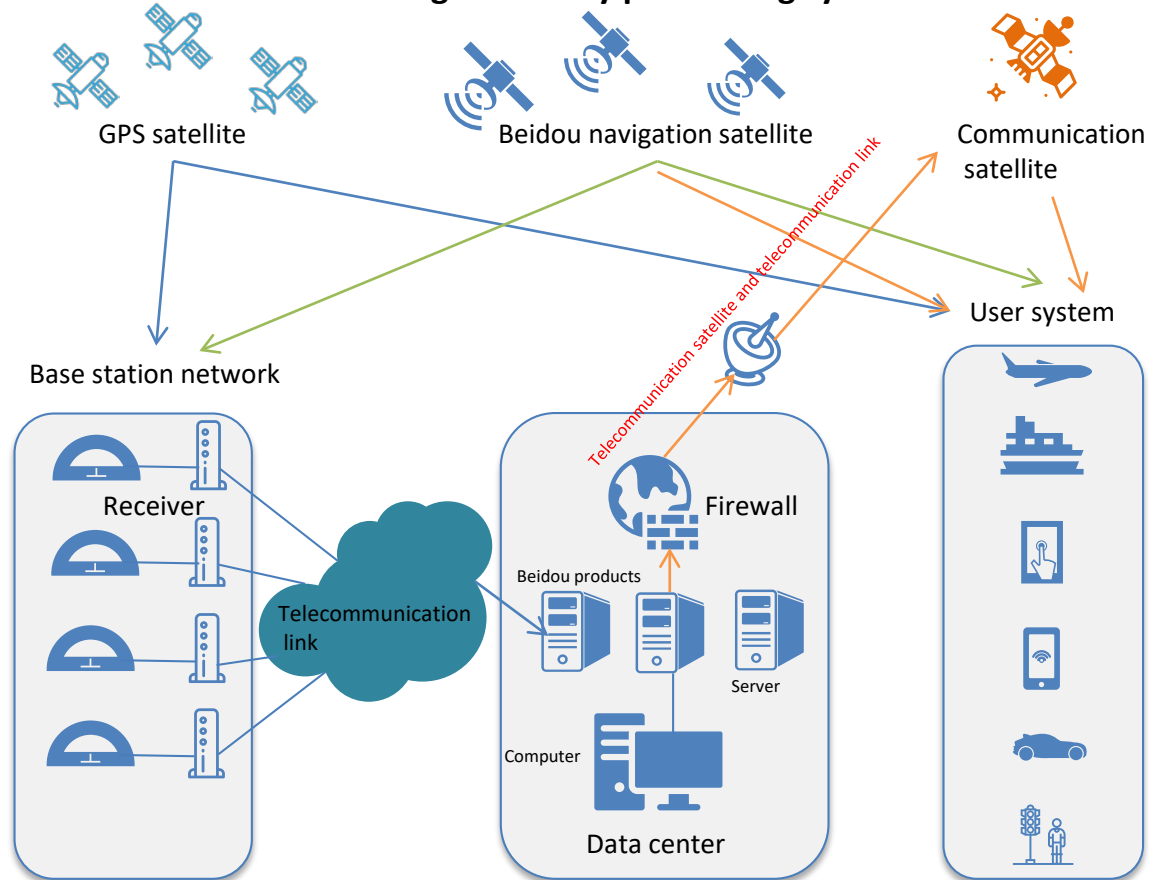 GPS satellite
Beidou navigation satellite
Communication
satellite
Telecommunication satellite and telecommunication link
User system
Base station network
Receiver
Firewall
Beidou products
Telecommunication
link
Server
Computer
Data center